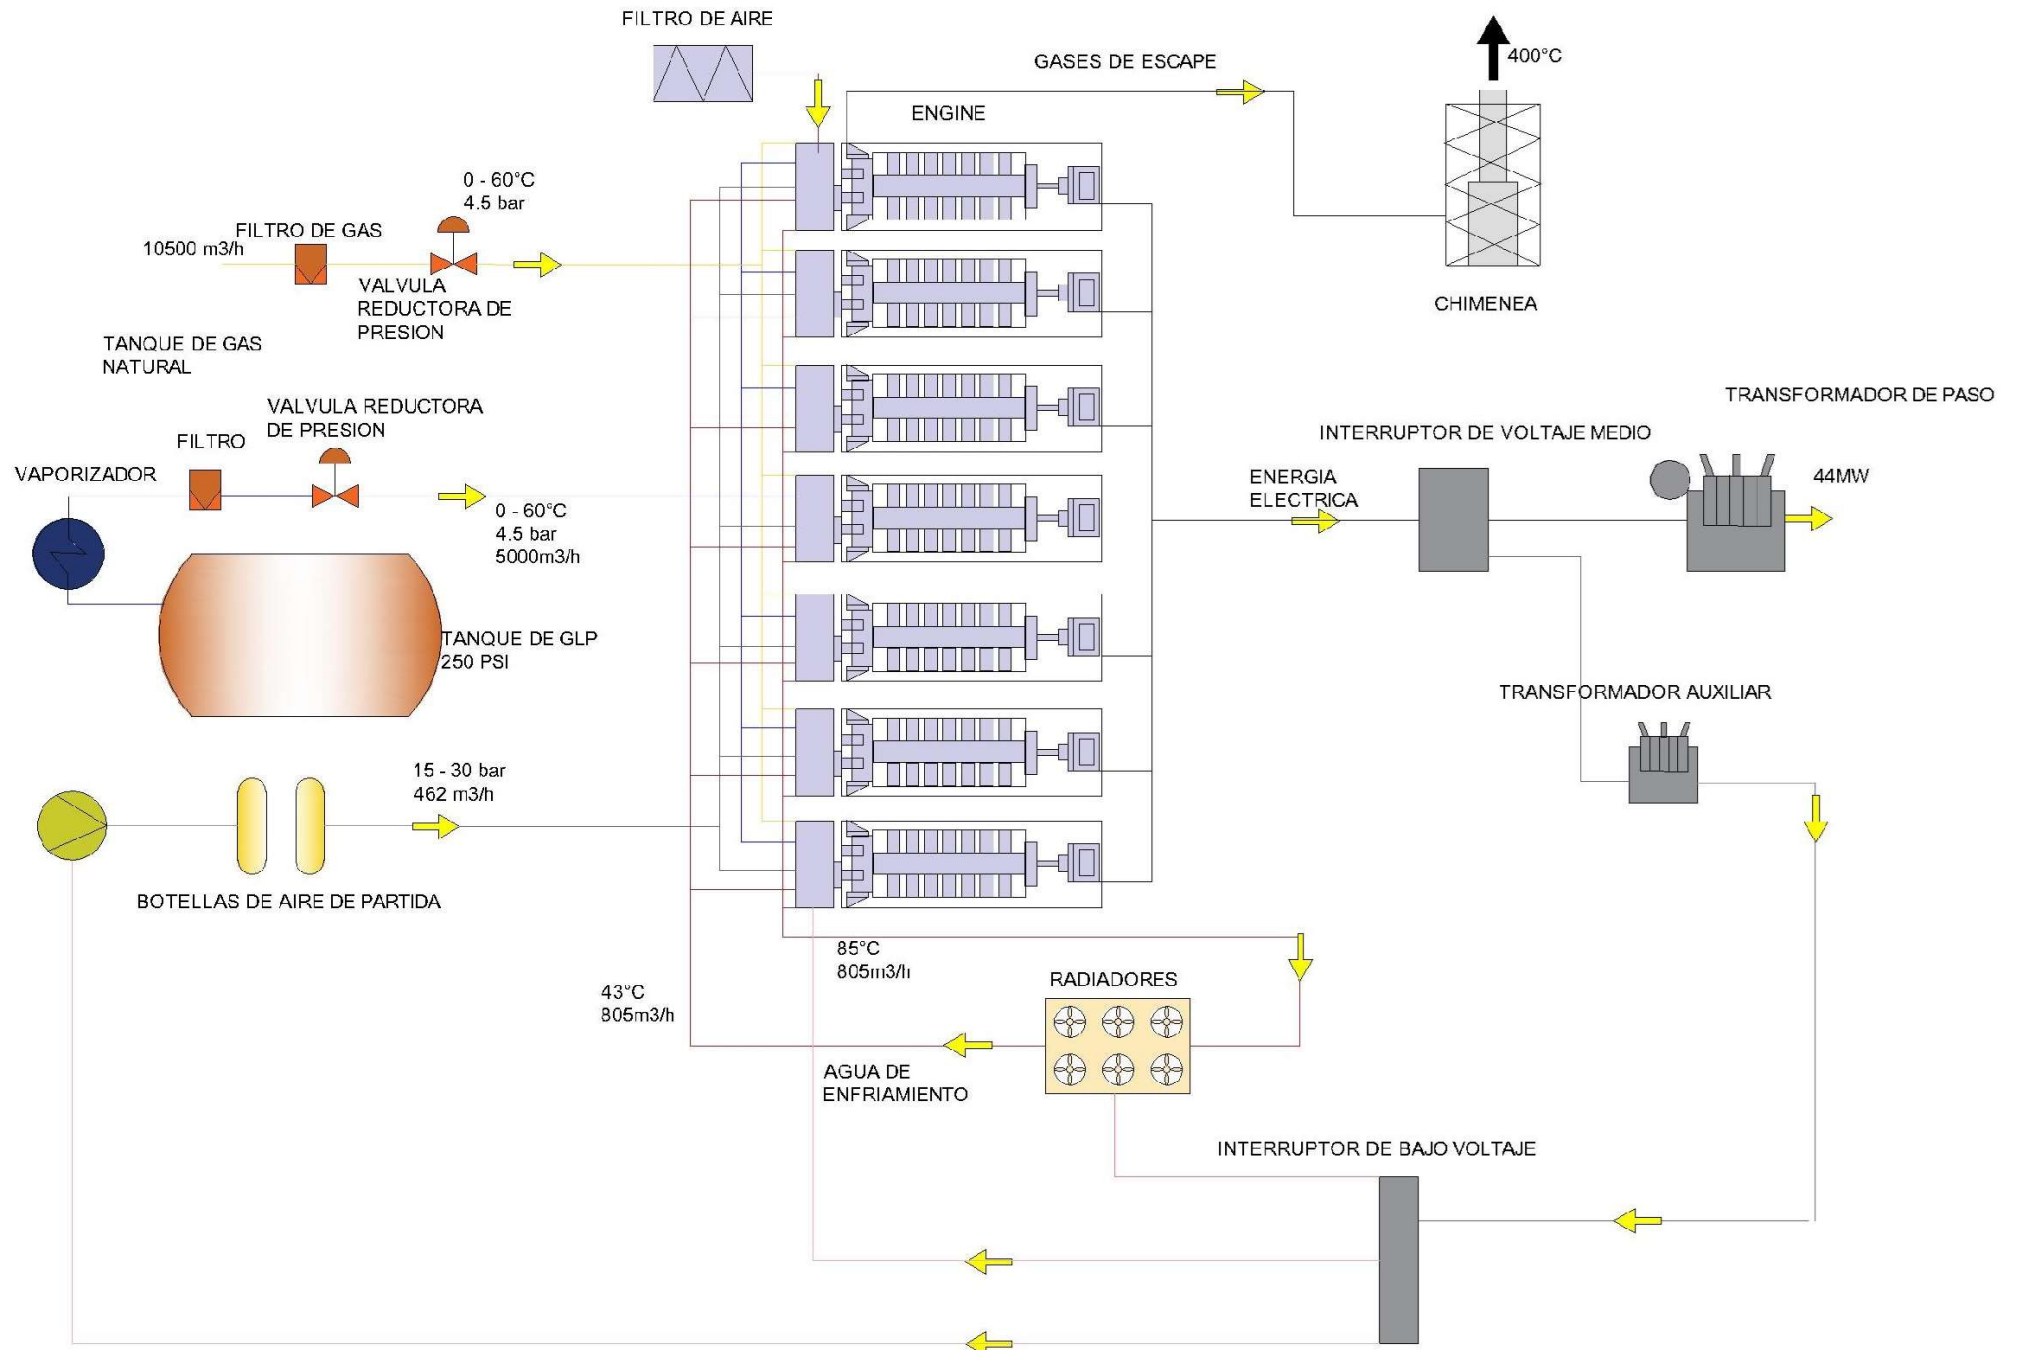 FILTRO DE AIRE
GASES DE ESCAPE
400°C
ENGINE
0 - 60°C
4.5 bar
FILTRO DE GAS
10500 m3/h
VALVULA
REDUCTORA DE
PRESION
CHIMENEA
TANQUE DE GAS
NATURAL
VALVULA REDUCTORA
DE PRESION
FILTRO
VAPORIZADOR
0 - 60°C
4.5 bar
5000m3/h
TANQUE DE GLP
250 PSI
TRANSFORMADOR DE PASO
INTERRUPTOR DE VOLTAJE MEDIO
ENERGIA
ELECTRICA
44MW
TRANSFORMADOR AUXILIAR
15 - 30 bar
462 m3/h
BOTELLAS DE AIRE DE PARTIDA
85°C
805m3/h
43°C
805m3/h
RADIADORES
AGUA DE
ENFRIAMIENTO
INTERRUPTOR DE BAJO VOLTAJE